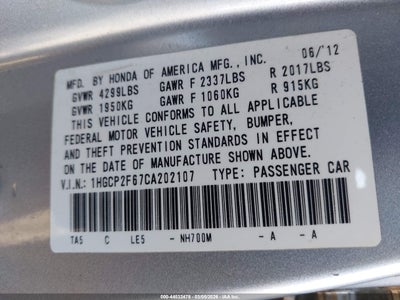 MFD. BY HONDA OF AMERICA MFG., INC. 06/12
GVWR 4299LBS GAWR F 2337LBS R 2017LBS
GVWR 1950KG GAWR F 1060KG R 915KG
THIS VEHICLE CONFORMS TO ALL APPLICABLE
FEDERAL MOTOR VEHICLE SAFETY, BUMPER,
AND THEFT PREVENTION STANDARDS IN EFFECT
ON THE DATE OF MANUFACTURE SHOWN ABOVE.
V.I.N.: 1HGCP2F67CA202107 TYPE: PASSENGER CAR
TA5 C LE5 - NH700M - A - A